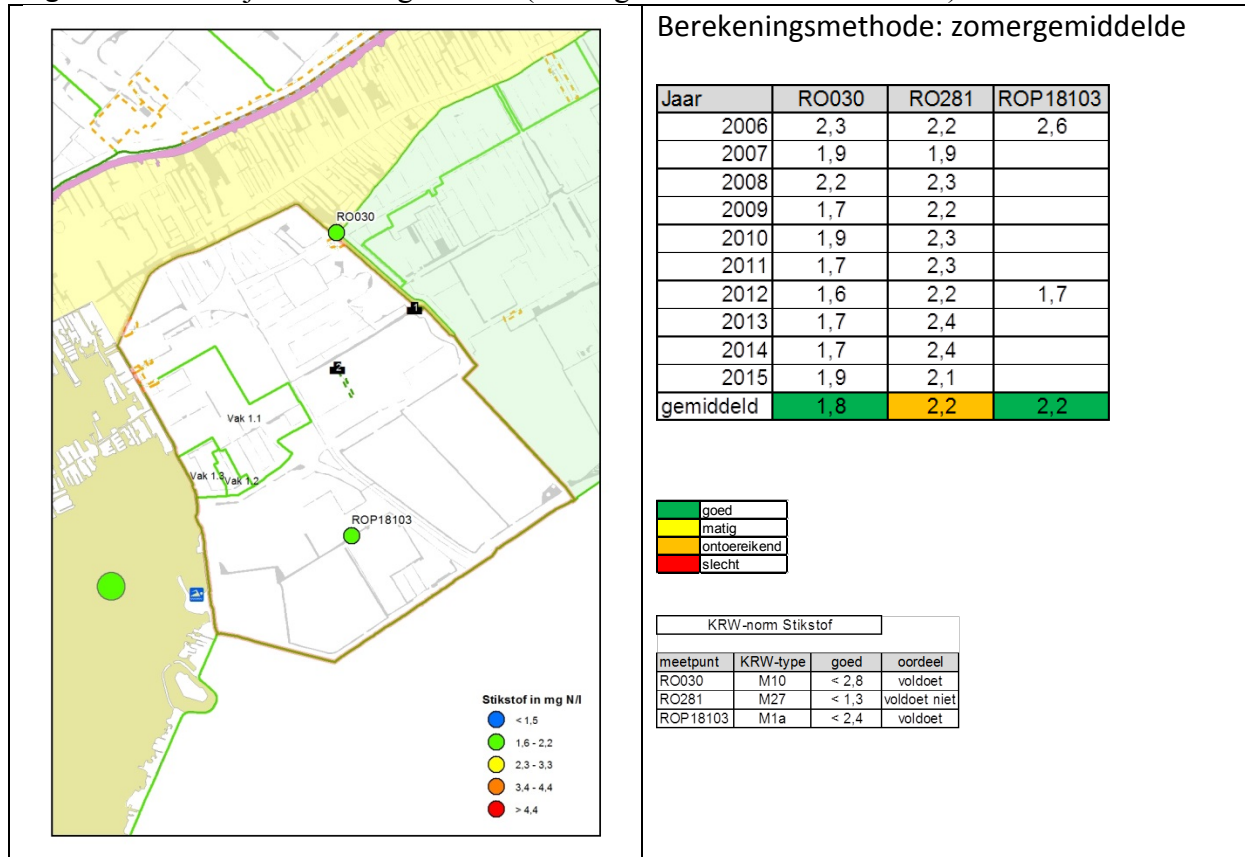 Berekeningsmethode: zomergemiddelde
RO030
1
2
Vak 1.1
Vak 1.3
Vak 1.2
ROP18103
Stikstof in mg N/l
< 1,5
1,6 - 2,2
2,3 - 3,3
3,4 - 4,4
> 4,4
Jaar RO030 RO281 ROP18103
2006 2,3 2,2 2,6
2007 1,9 1,9
2008 2,2 2,3
2009 1,7 2,2
2010 1,9 2,3
2011 1,7 2,3
2012 1,6 2,2 1,7
2013 1,7 2,4
2014 1,7 2,4
2015 1,9 2,1
gemiddeld 1,8 2,2 2,2
goed
matig
ontoereikend
slecht
KRW-norm Stikstof
meetpunt KRW-type goed oordeel
RO030 M10 < 2,8 voldoet
RO281 M27 < 1,3 voldoet niet
ROP18103 M1a < 2,4 voldoet